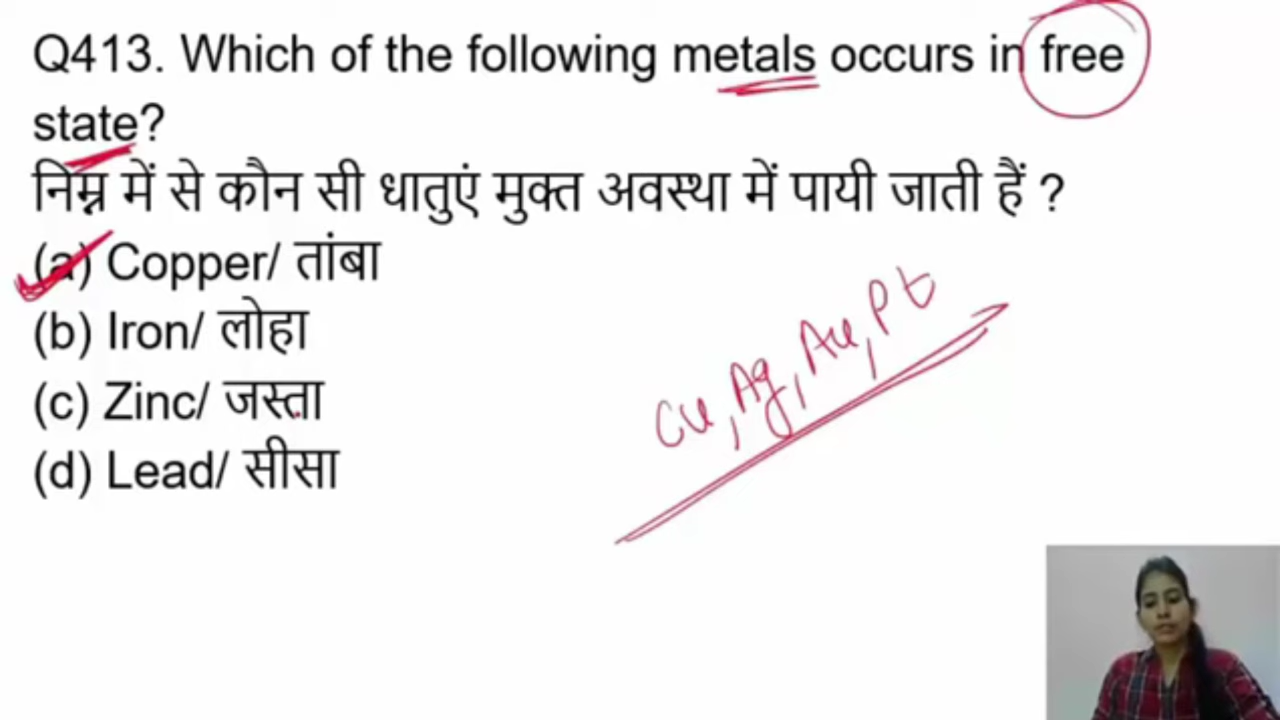 Q413. Which of the following metals occurs in free
state?
निम्न में से कौन सी धातुएं मुक्त अवस्था में पायी जाती हैं ?
(a) Copper/ तांबा
(b) Iron/ लोहा
(c) Zinc/ जस्ता
(d) Lead/ सीसा
Cu, Ag, Au, Pt